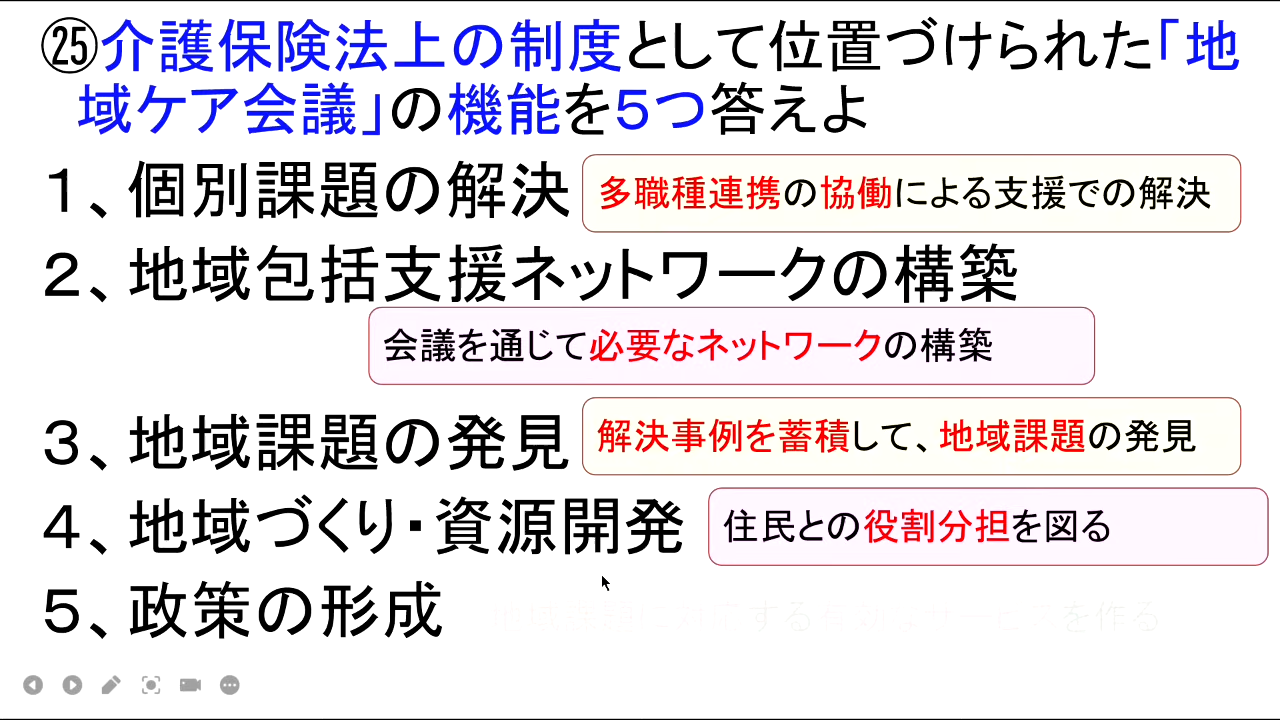 ㉕介護保険法上の制度として位置づけられた「地
域ケア会議」の機能を５つ答えよ
１、個別課題の解決
多職種連携の協働による支援での解決
２、地域包括支援ネットワークの構築
会議を通じて必要なネットワークの構築
３、地域課題の発見
解決事例を蓄積して、地域課題の発見
４、地域づくり・資源開発
住民との役割分担を図る
５、政策の形成